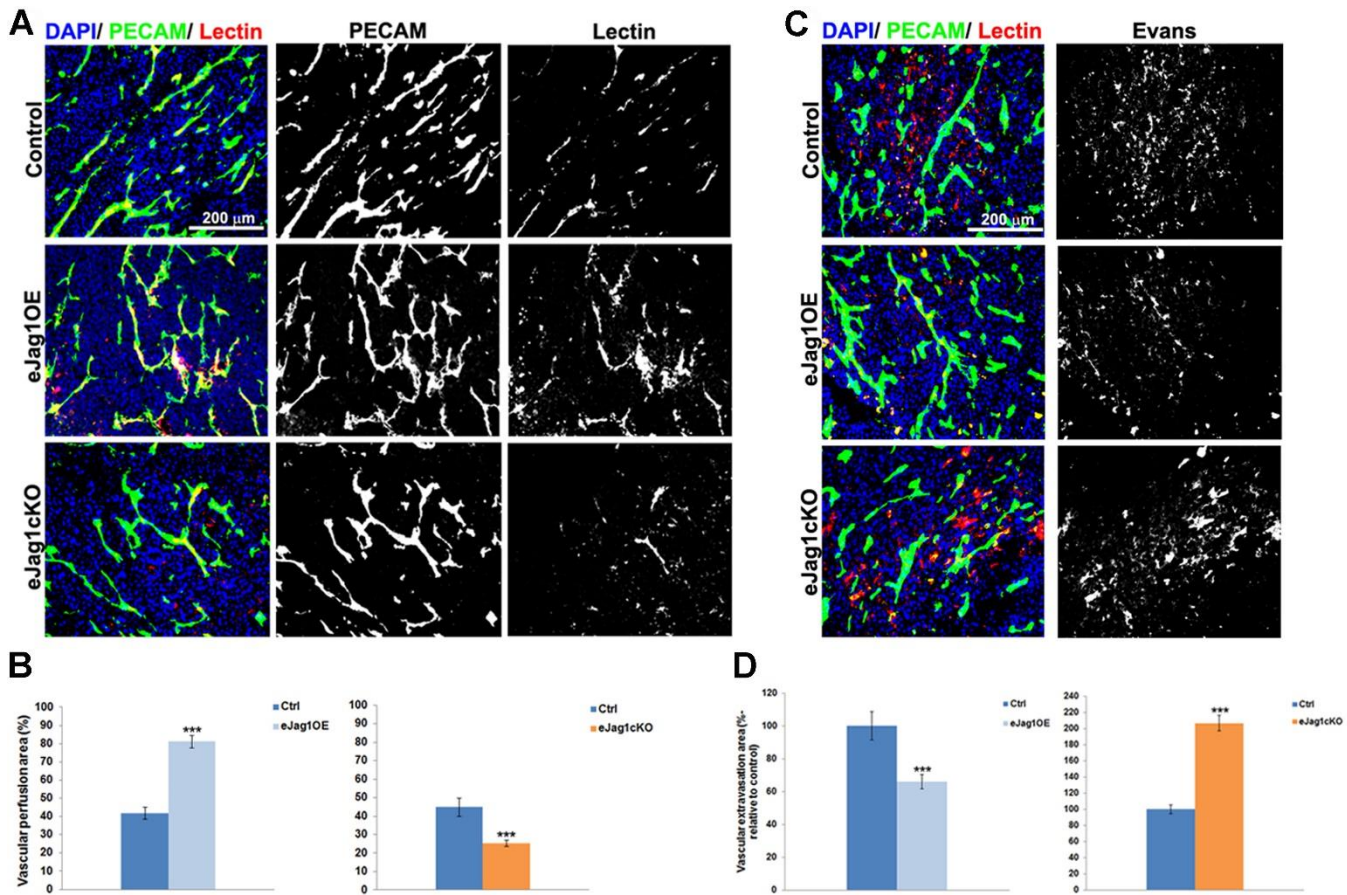 A
DAPI/ PECAM/ Lectin
PECAM
Lectin
Control
200 µm
eJag1OE
eJag1cKO
C
DAPI/ PECAM/ Lectin
Evans
Control
200 µm
eJag1OE
eJag1cKO
B
Vascular perfusion area (%)
100
90
80
70
60
50
40
30
20
10
0
***
Ctrl
eJag1OE
100
90
80
70
60
50
40
30
20
10
0
***
Ctrl
eJag1cKO
D
Vascular extravasation area (%-
relative to control)
120
100
80
60
40
20
0
***
Ctrl
eJag1OE
240
220
200
180
160
140
120
100
80
60
40
20
0
***
Ctrl
eJag1cKO